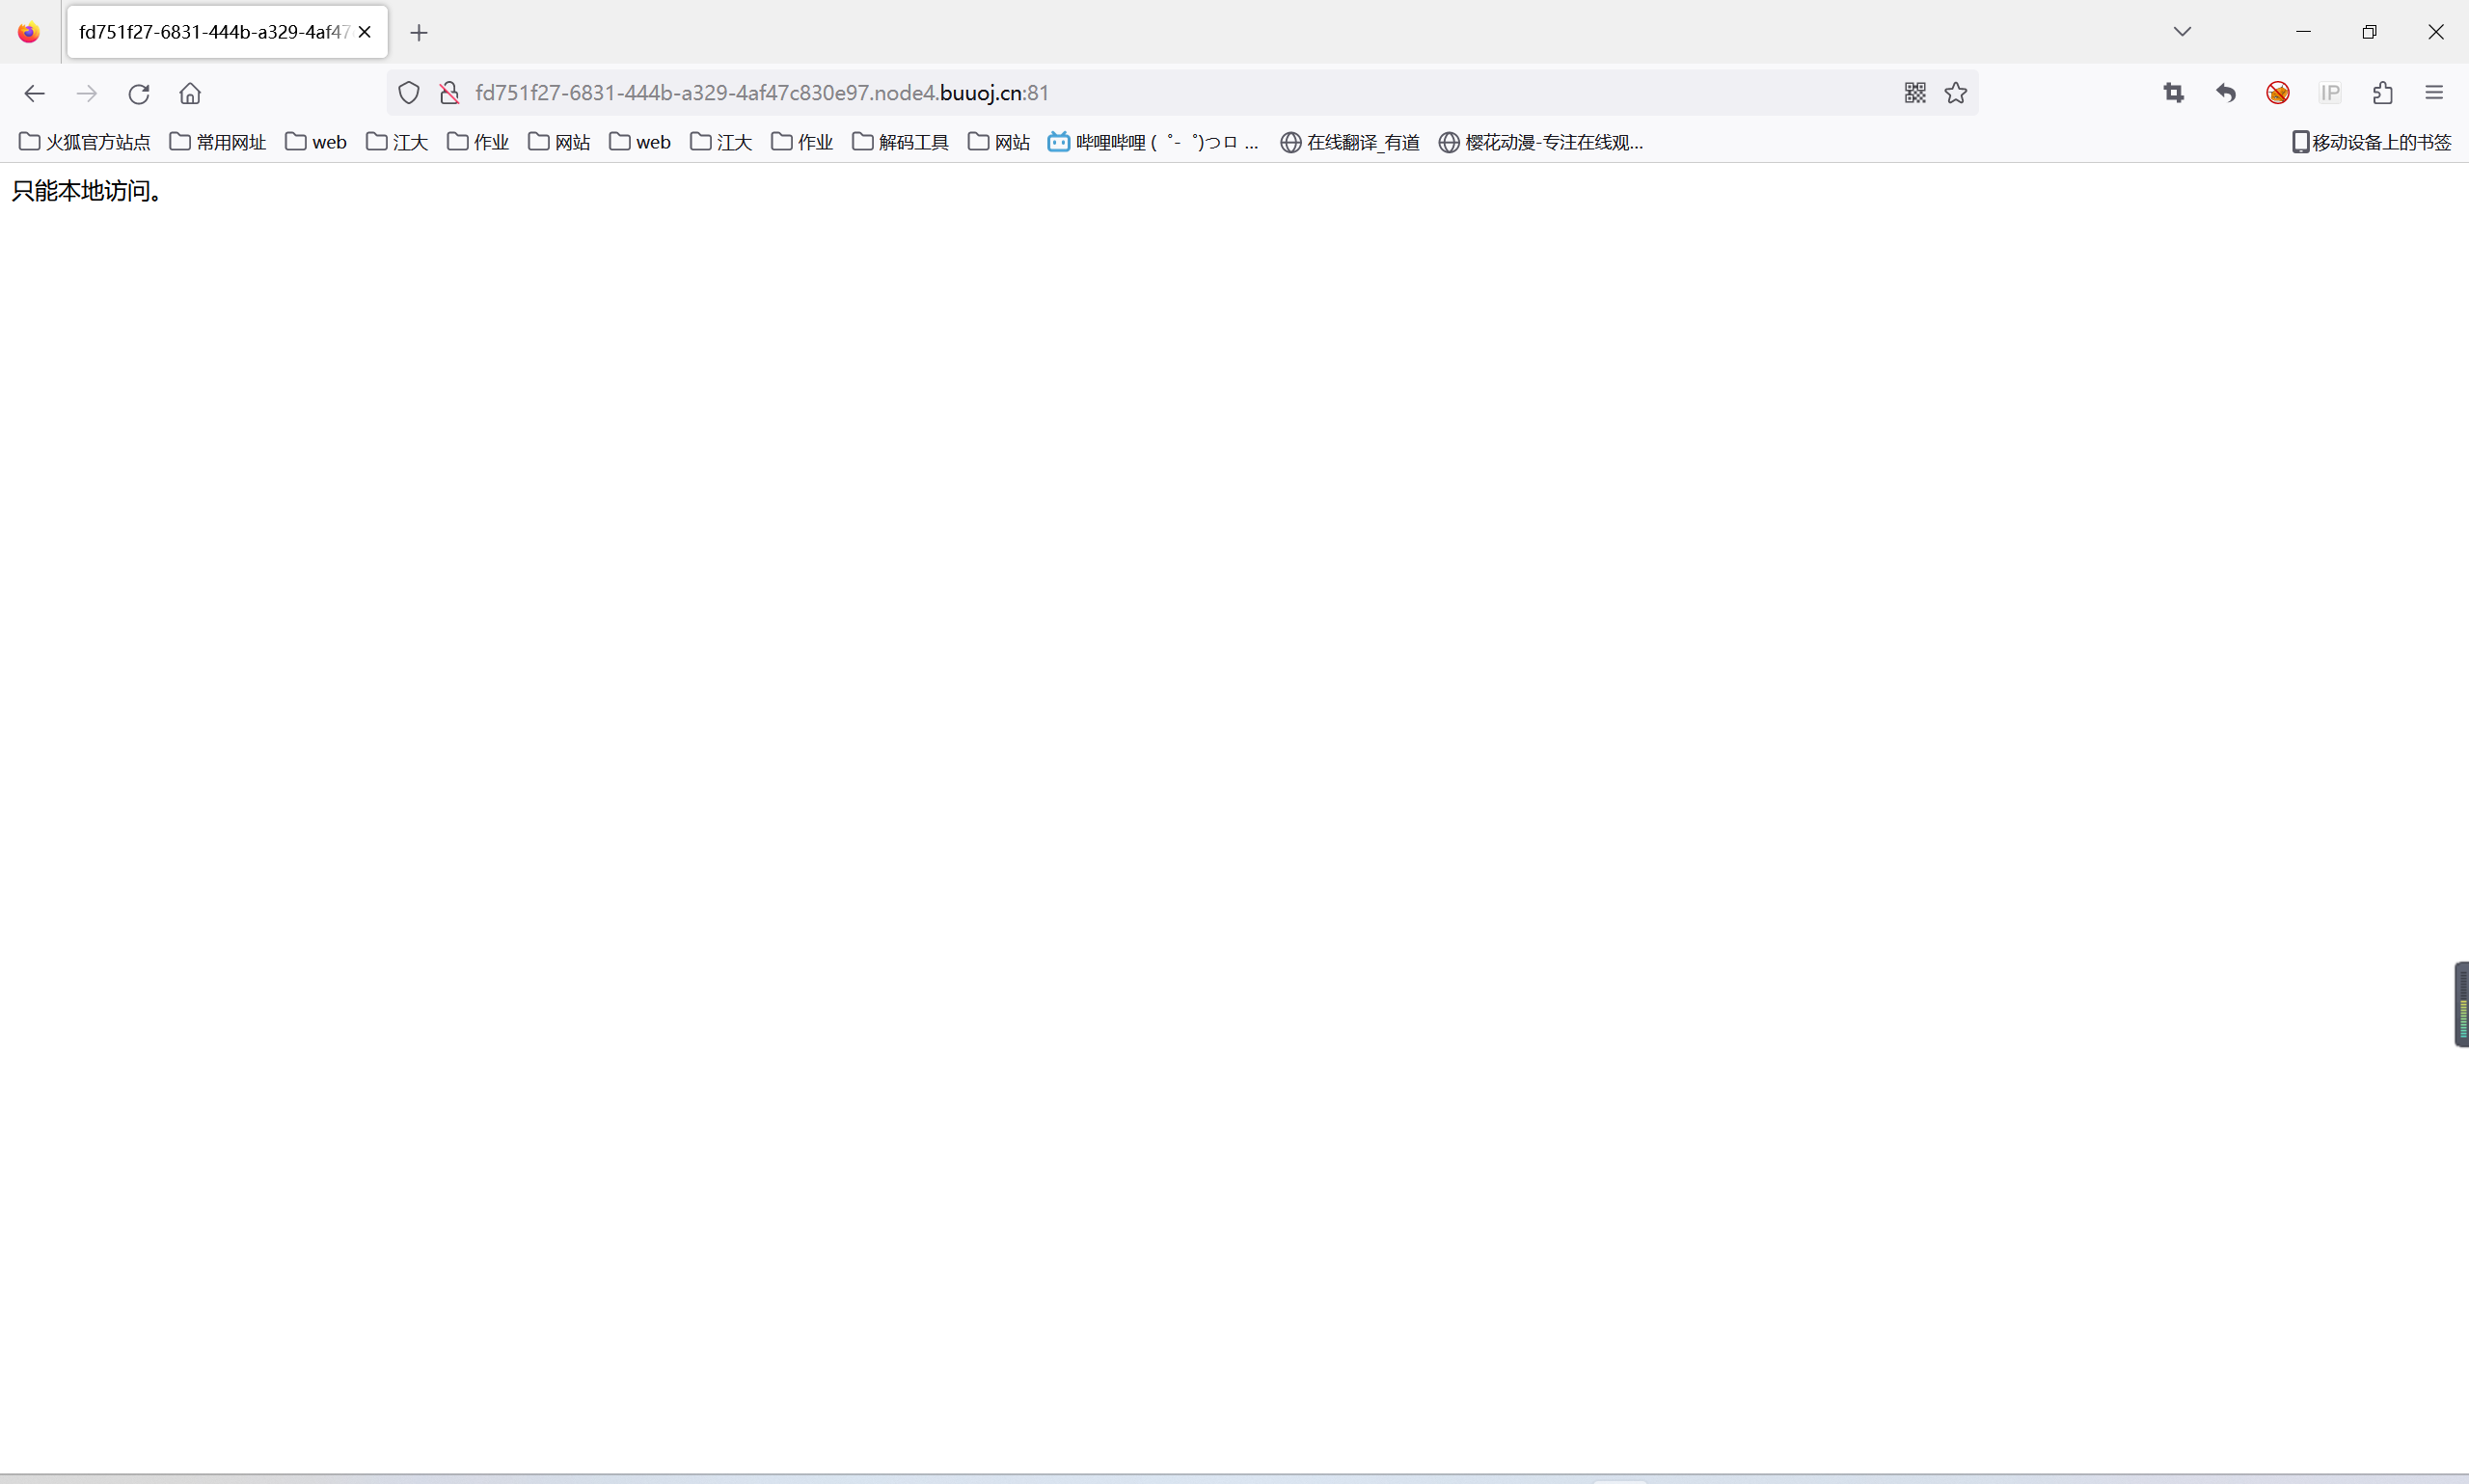 fd751f27-6831-444b-a329-4af47
fd751f27-6831-444b-a329-4af47c830e97.node4.buuoj.cn:81
IP
火狐官方站点 常用网址 web 江大 作业 网站 web 江大 作业 解码工具 网站 哔哩哔哩 ( ゜- ゜)つロ ... 在线翻译_有道 樱花动漫-专注在线观... 移动设备上的书签
只能本地访问。